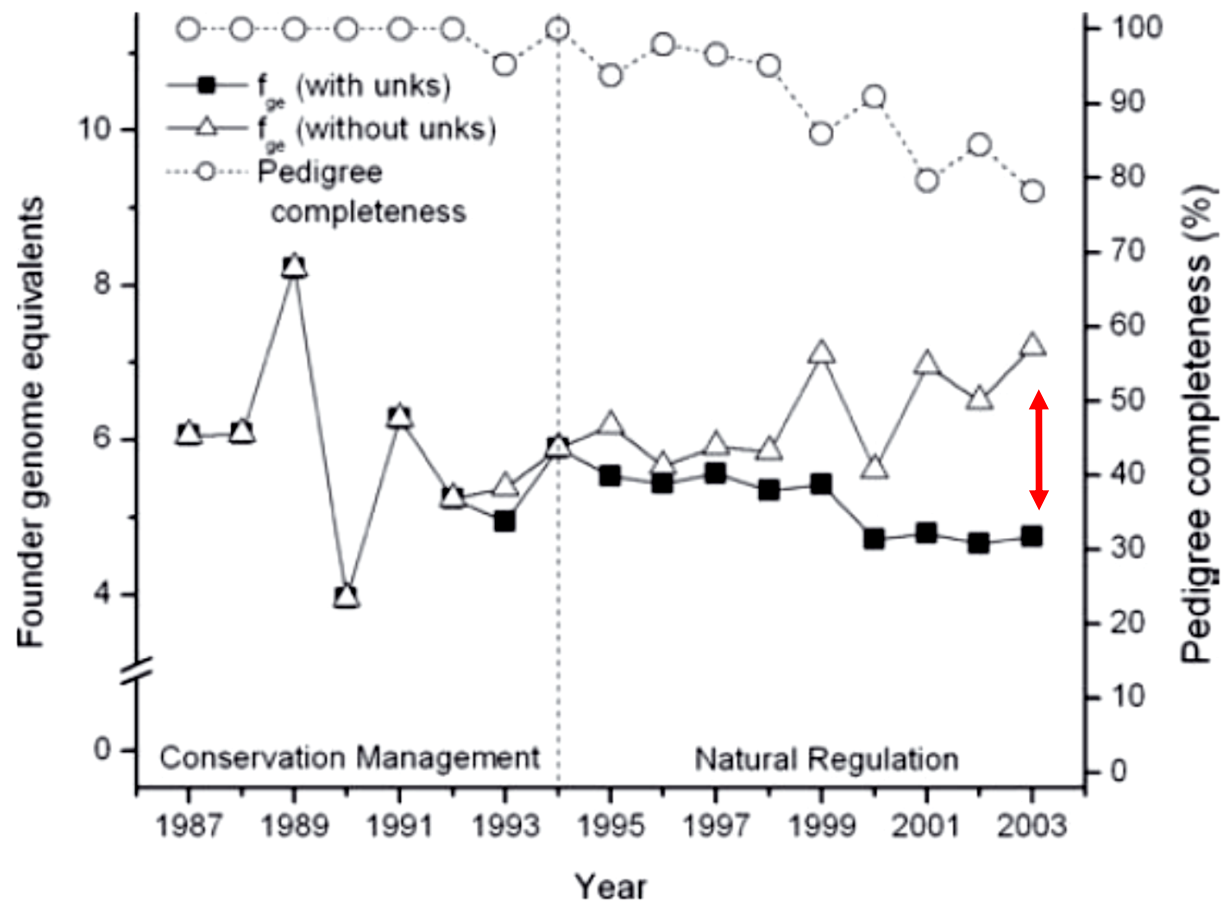 f_ge (with unks)
f_ge (without unks)
Pedigree
completeness
Founder genome equivalents
10
8
6
4
0
Pedigree completeness (%)
100
90
80
70
60
50
40
30
20
10
0
Conservation Management
Natural Regulation
1987 1989 1991 1993 1995 1997 1999 2001 2003
Year